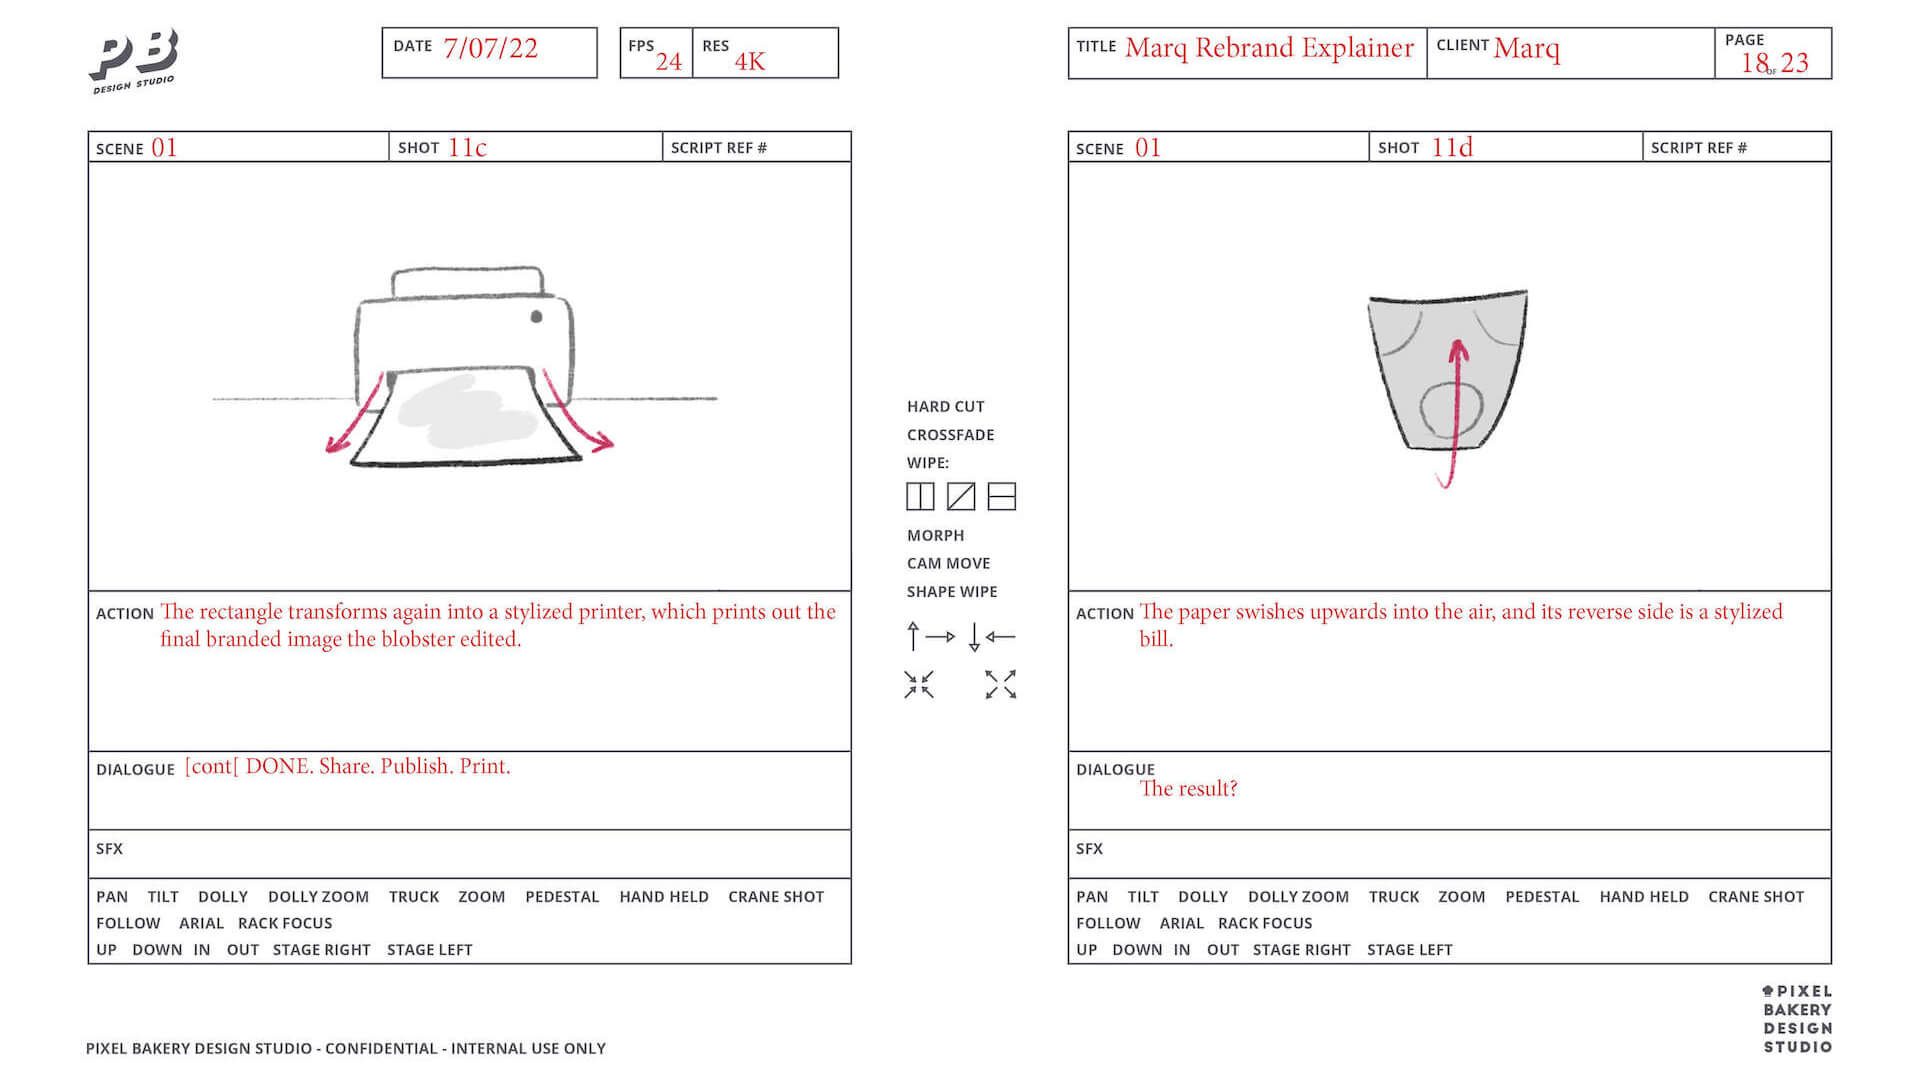 PB
DESIGN STUDIO
DATE 7/07/22
FPS 24 RES 4K
TITLE Marq Rebrand Explainer CLIENT Marq PAGE 18 OF 23
SCENE 01 SHOT 11c SCRIPT REF #
ACTION The rectangle transforms again into a stylized printer, which prints out the
final branded image the blobster edited.
DIALOGUE [cont[ DONE. Share. Publish. Print.
SFX
PAN TILT DOLLY DOLLY ZOOM TRUCK ZOOM PEDESTAL HAND HELD CRANE SHOT
FOLLOW ARIAL RACK FOCUS
UP DOWN IN OUT STAGE RIGHT STAGE LEFT
HARD CUT
CROSSFADE
WIPE:
MORPH
CAM MOVE
SHAPE WIPE
SCENE 01 SHOT 11d SCRIPT REF #
ACTION The paper swishes upwards into the air, and its reverse side is a stylized
bill.
DIALOGUE
The result?
SFX
PAN TILT DOLLY DOLLY ZOOM TRUCK ZOOM PEDESTAL HAND HELD CRANE SHOT
FOLLOW ARIAL RACK FOCUS
UP DOWN IN OUT STAGE RIGHT STAGE LEFT
PIXEL BAKERY DESIGN STUDIO - CONFIDENTIAL - INTERNAL USE ONLY
PIXEL
BAKERY
DESIGN
STUDIO